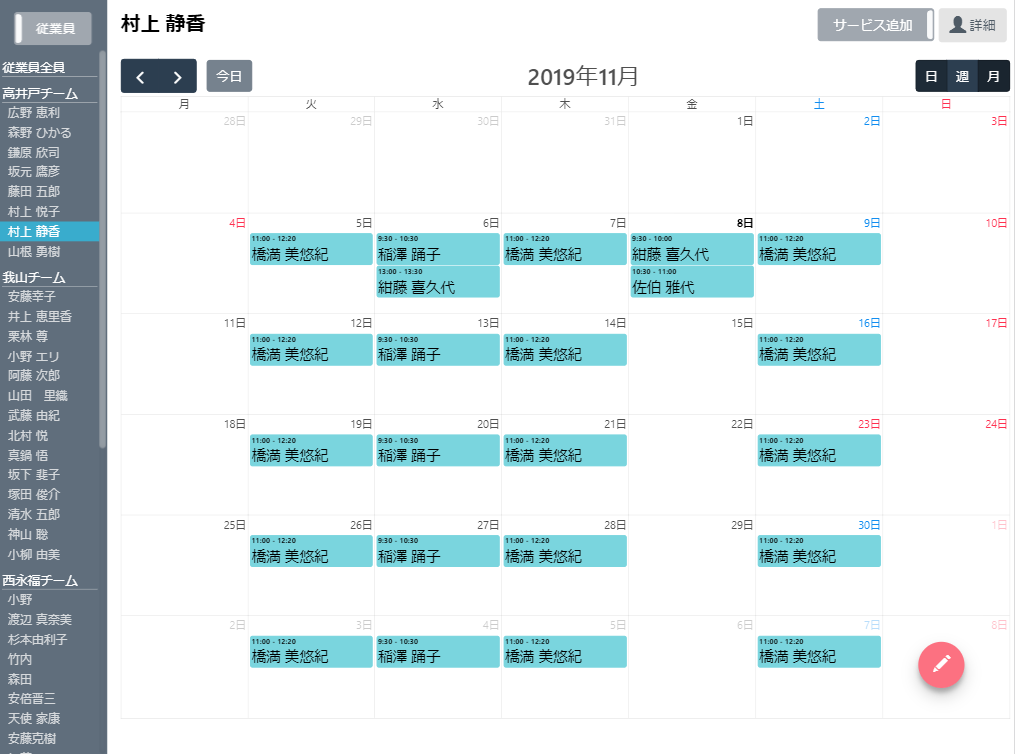 従業員
従業員全員
高井戸チーム
広野 恵利
森野 ひかる
鎌原 欣司
坂元 鷹彦
藤田 五郎
村上 悦子
村上 静香
山根 勇樹
我山チーム
安藤幸子
井上 恵里香
栗林 尊
小野 エリ
阿藤 次郎
山田　里織
武藤 由紀
北村 悦
真鍋 悟
坂下 韭子
塚田 俊介
清水 五郎
神山 聡
小柳 由美
西永福チーム
小野
渡辺 真奈美
杉本由利子
竹内
森田
安倍晋三
天使 家康
安藤克樹
村上 静香
サービス追加
詳細
今日
2019年11月
日 週 月
月 火 水 木 金 土 日
28日 29日 30日 31日 1日 2日 3日
4日 5日 6日 7日 8日 9日 10日
11:00 - 12:20 9:30 - 10:30 11:00 - 12:20 9:30 - 10:00 11:00 - 12:20
橋満 美悠紀 稲澤 踊子 橋満 美悠紀 紺藤 喜久代 橋満 美悠紀
13:00 - 13:30 10:30 - 11:00
紺藤 喜久代 佐伯 雅代
11日 12日 13日 14日 15日 16日 17日
11:00 - 12:20 9:30 - 10:30 11:00 - 12:20 11:00 - 12:20
橋満 美悠紀 稲澤 踊子 橋満 美悠紀 橋満 美悠紀
18日 19日 20日 21日 22日 23日 24日
11:00 - 12:20 9:30 - 10:30 11:00 - 12:20 11:00 - 12:20
橋満 美悠紀 稲澤 踊子 橋満 美悠紀 橋満 美悠紀
25日 26日 27日 28日 29日 30日 1日
11:00 - 12:20 9:30 - 10:30 11:00 - 12:20 11:00 - 12:20
橋満 美悠紀 稲澤 踊子 橋満 美悠紀 橋満 美悠紀
2日 3日 4日 5日 6日 7日 8日
11:00 - 12:20 9:30 - 10:30 11:00 - 12:20 11:00 - 12:20
橋満 美悠紀 稲澤 踊子 橋満 美悠紀 橋満 美悠紀